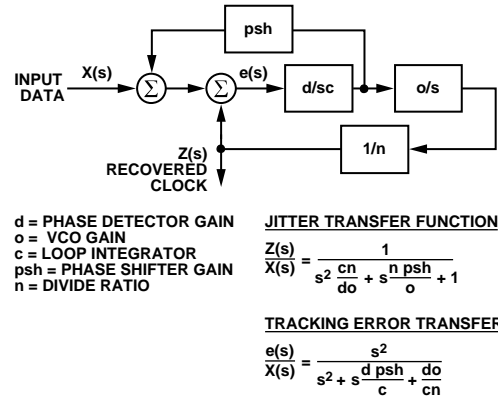 psh
INPUT DATA
X(s)
Σ
Σ
e(s)
d/sc
o/s
1/n
Z(s)
RECOVERED
CLOCK
d = PHASE DETECTOR GAIN
o = VCO GAIN
c = LOOP INTEGRATOR
psh = PHASE SHIFTER GAIN
n = DIVIDE RATIO
JITTER TRANSFER FUNCTION
Z(s)/X(s) = 1 / (s² cn/do + s n psh/o + 1)
TRACKING ERROR TRANSFER
e(s)/X(s) = s² / (s² + s d psh/c + do/cn)